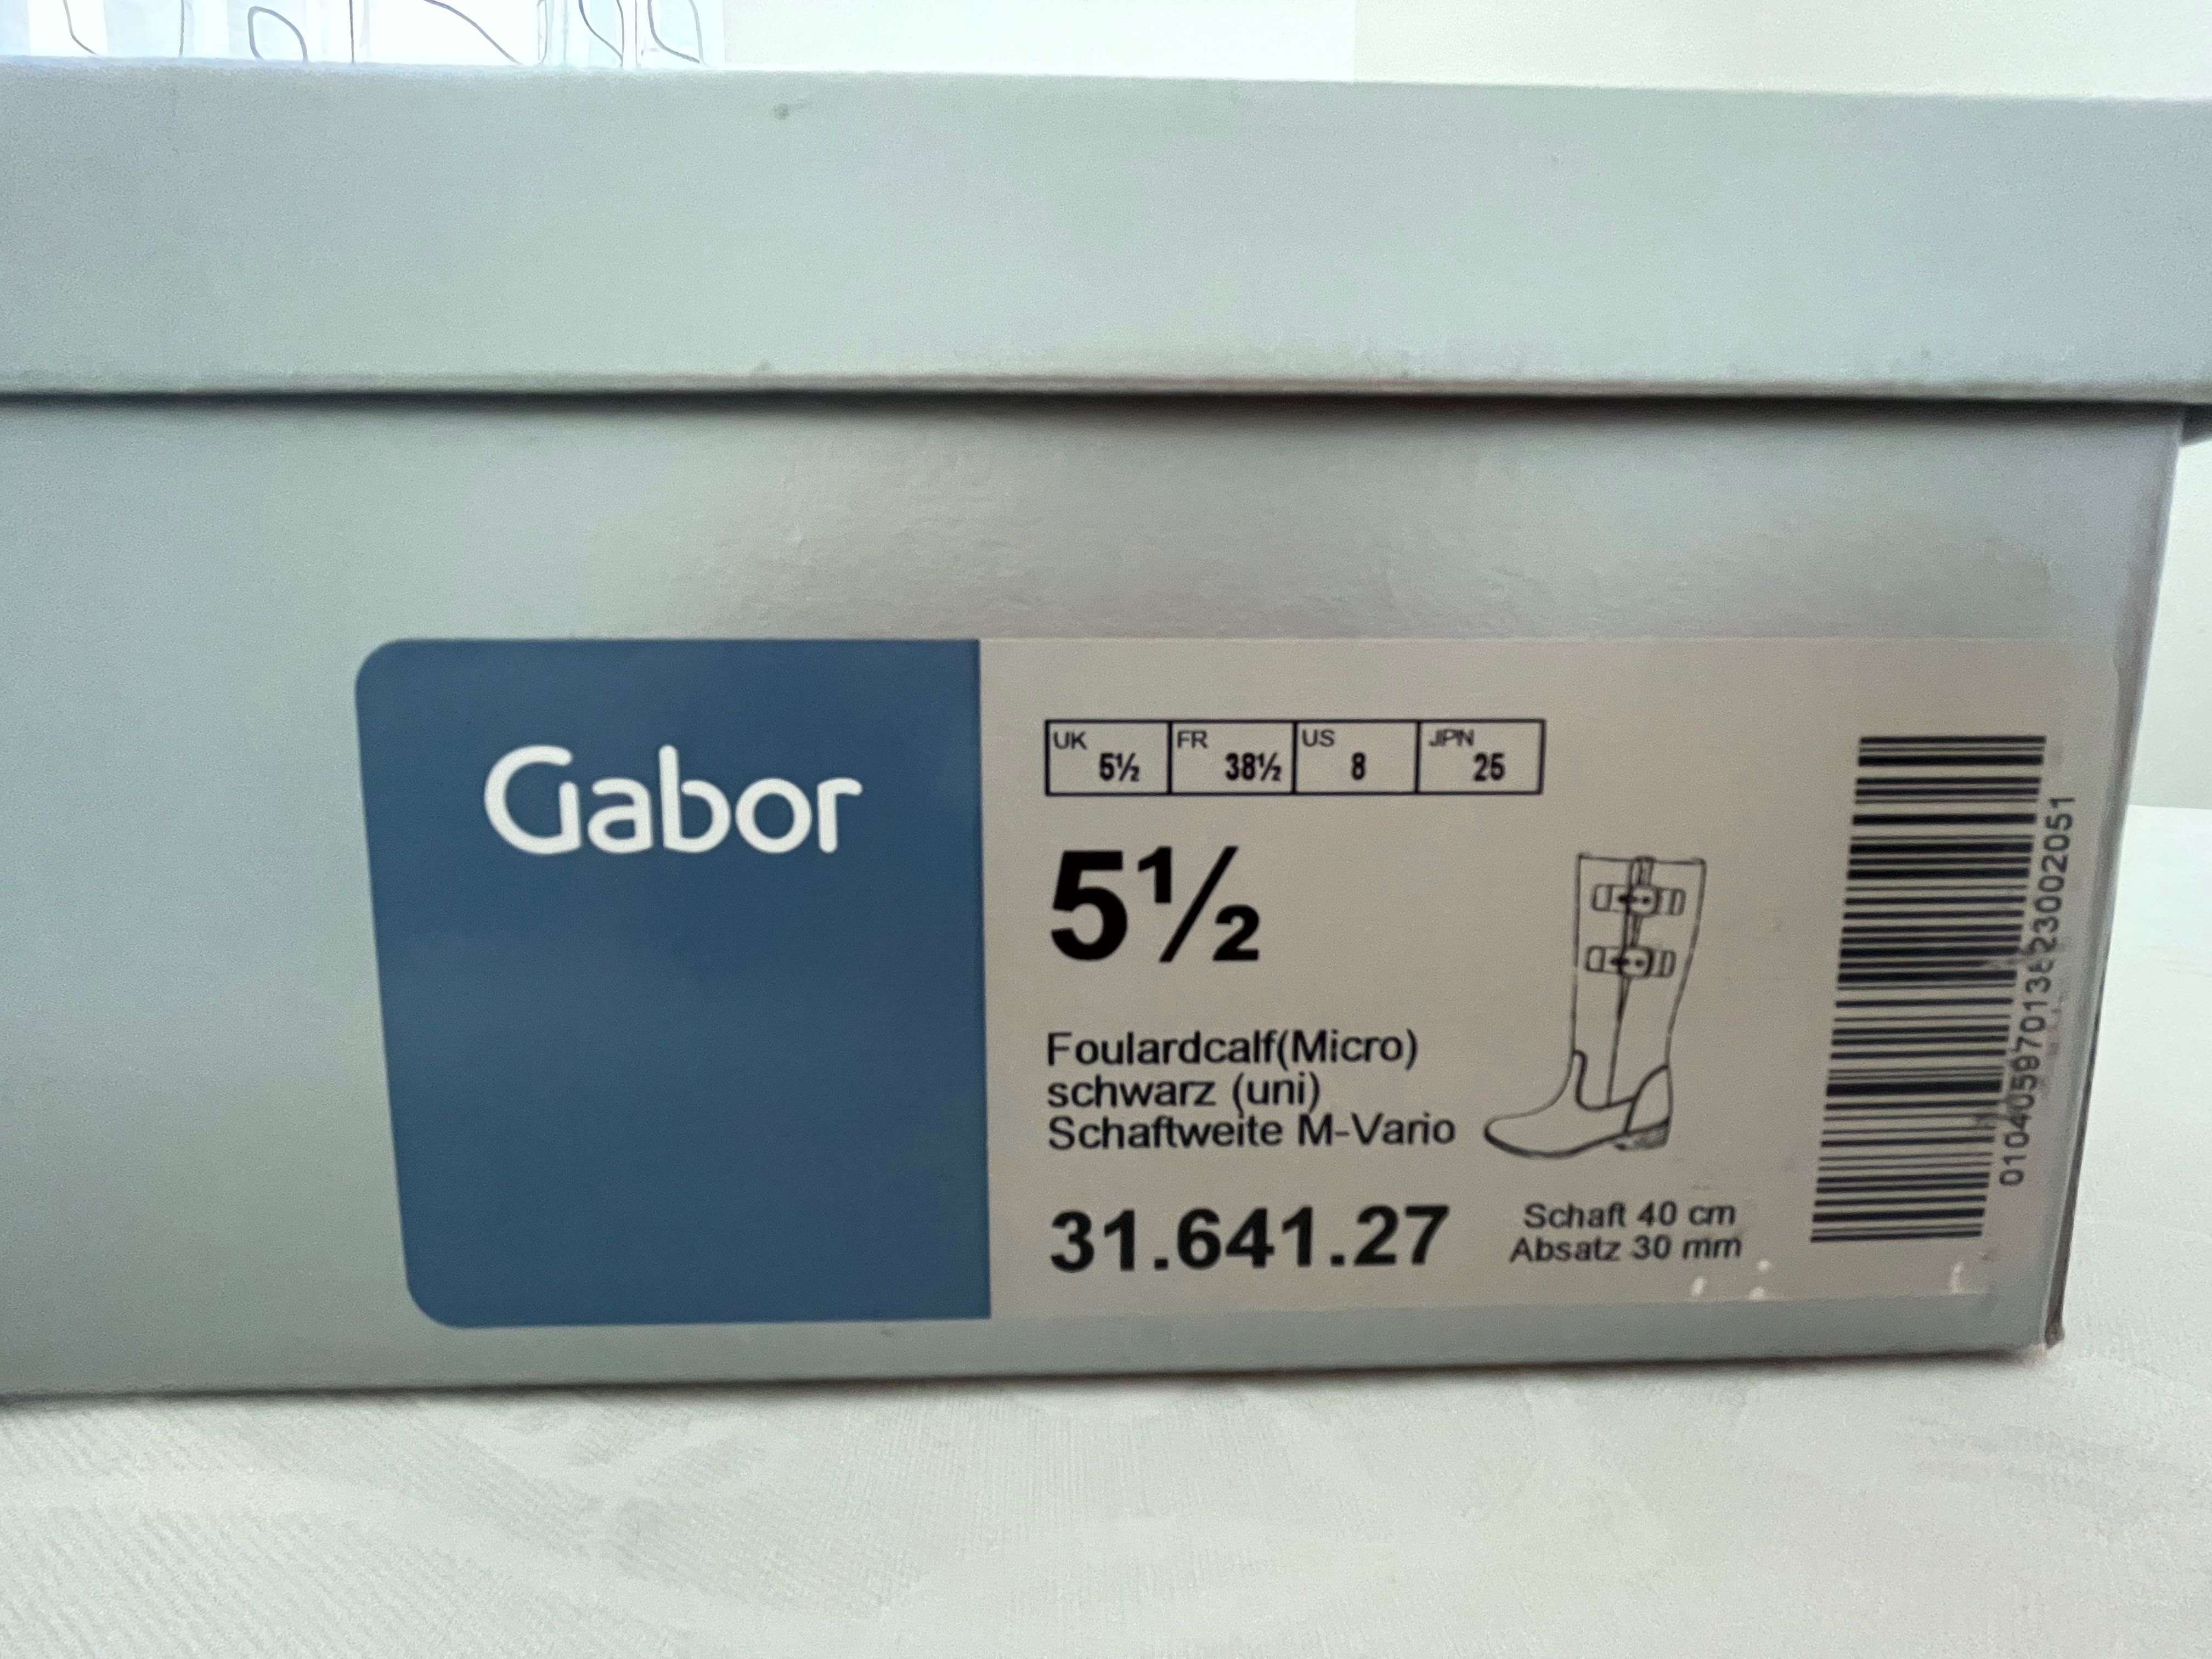 Gabor
UK 5½ FR 38½ US 8 JPN 25
5½
Foulardcalf(Micro)
schwarz (uni)
Schaftweite M-Vario
31.641.27
Schaft 40 cm
Absatz 30 mm